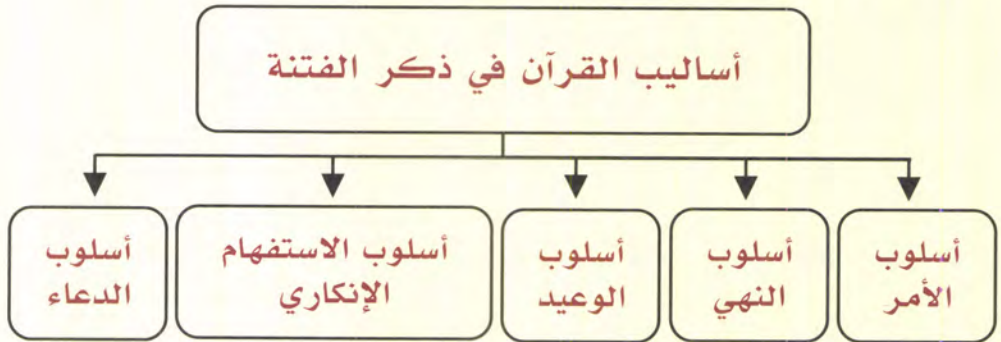 أساليب القرآن في ذكر الفتنة
أسلوب
الأمر
أسلوب
النهي
أسلوب
الوعيد
أسلوب الاستفهام
الإنكاري
أسلوب
الدعاء